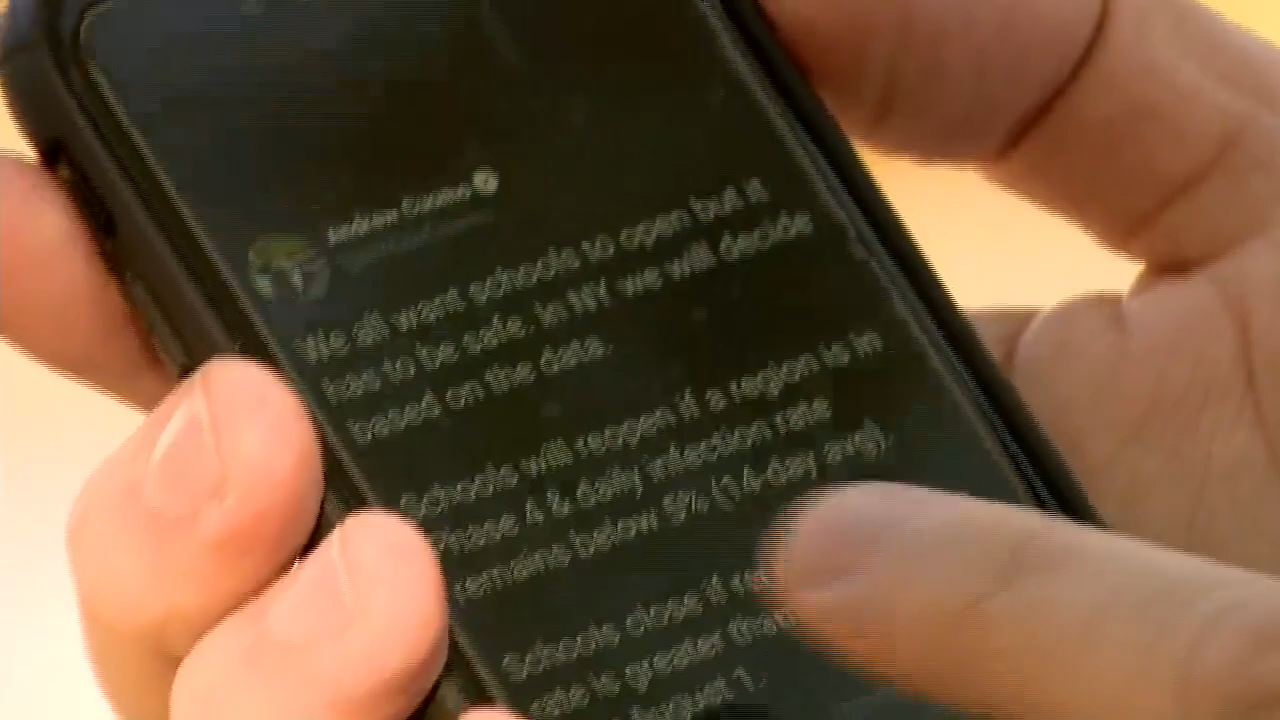 Andrew Cuomo
We all want schools to open but it
has to be safe. In NY we will decide
based on the data.
Schools will reopen if a region is in
Phase 4 & daily infection rate
remains below 5% (14-day avg).
Schools close if
rate is greater than
August 1.